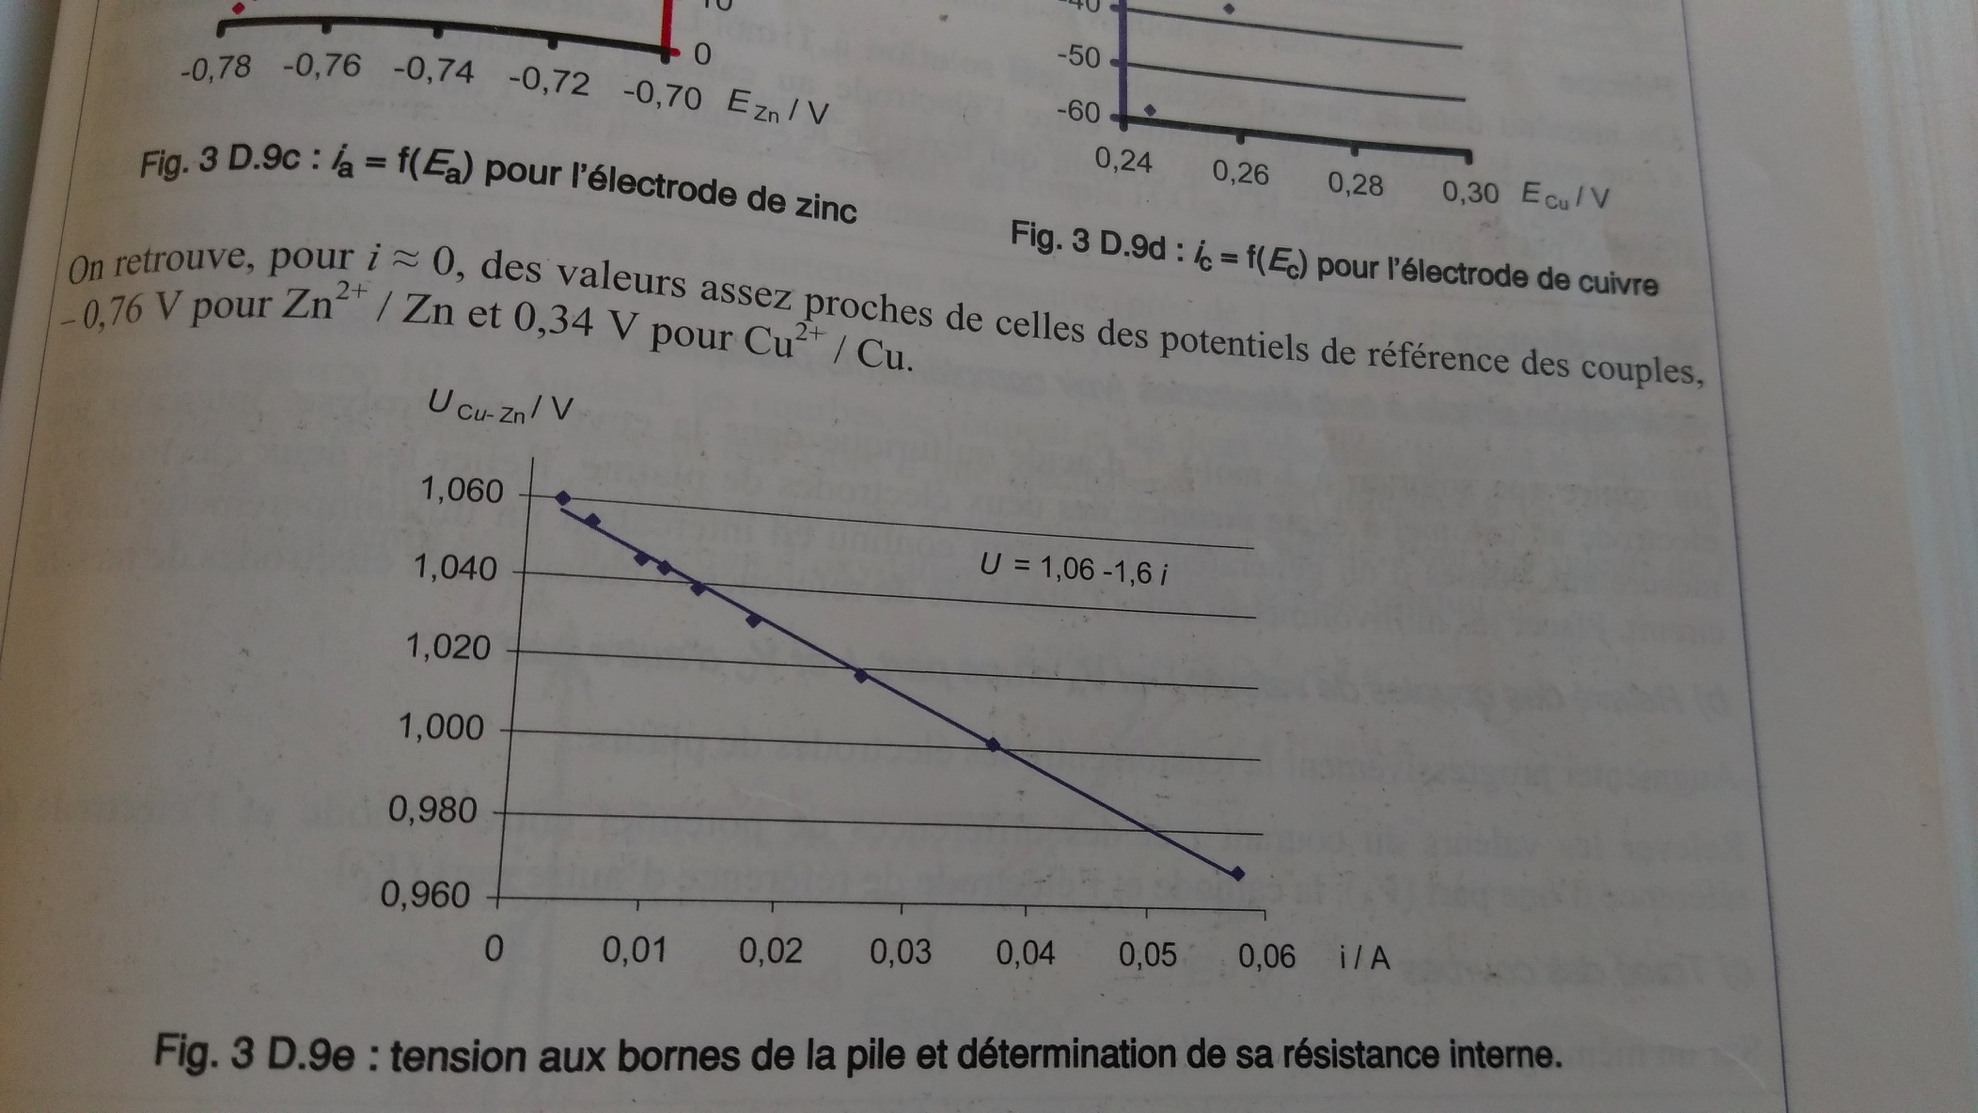 10
0
-0,78 -0,76 -0,74 -0,72 -0,70 E Zn / V
Fig. 3 D.9c : ia = f(Ea) pour l'électrode de zinc
-40
-50
-60
0,24 0,26 0,28 0,30 E Cu / V
Fig. 3 D.9d : ic = f(Ec) pour l'électrode de cuivre
On retrouve, pour i ≈ 0, des valeurs assez proches de celles des potentiels de référence des couples,
– 0,76 V pour Zn2+ / Zn et 0,34 V pour Cu2+ / Cu.
U Cu-Zn / V
1,060
U = 1,06 -1,6 i
1,040
1,020
1,000
0,980
0,960
0 0,01 0,02 0,03 0,04 0,05 0,06 i / A
Fig. 3 D.9e : tension aux bornes de la pile et détermination de sa résistance interne.